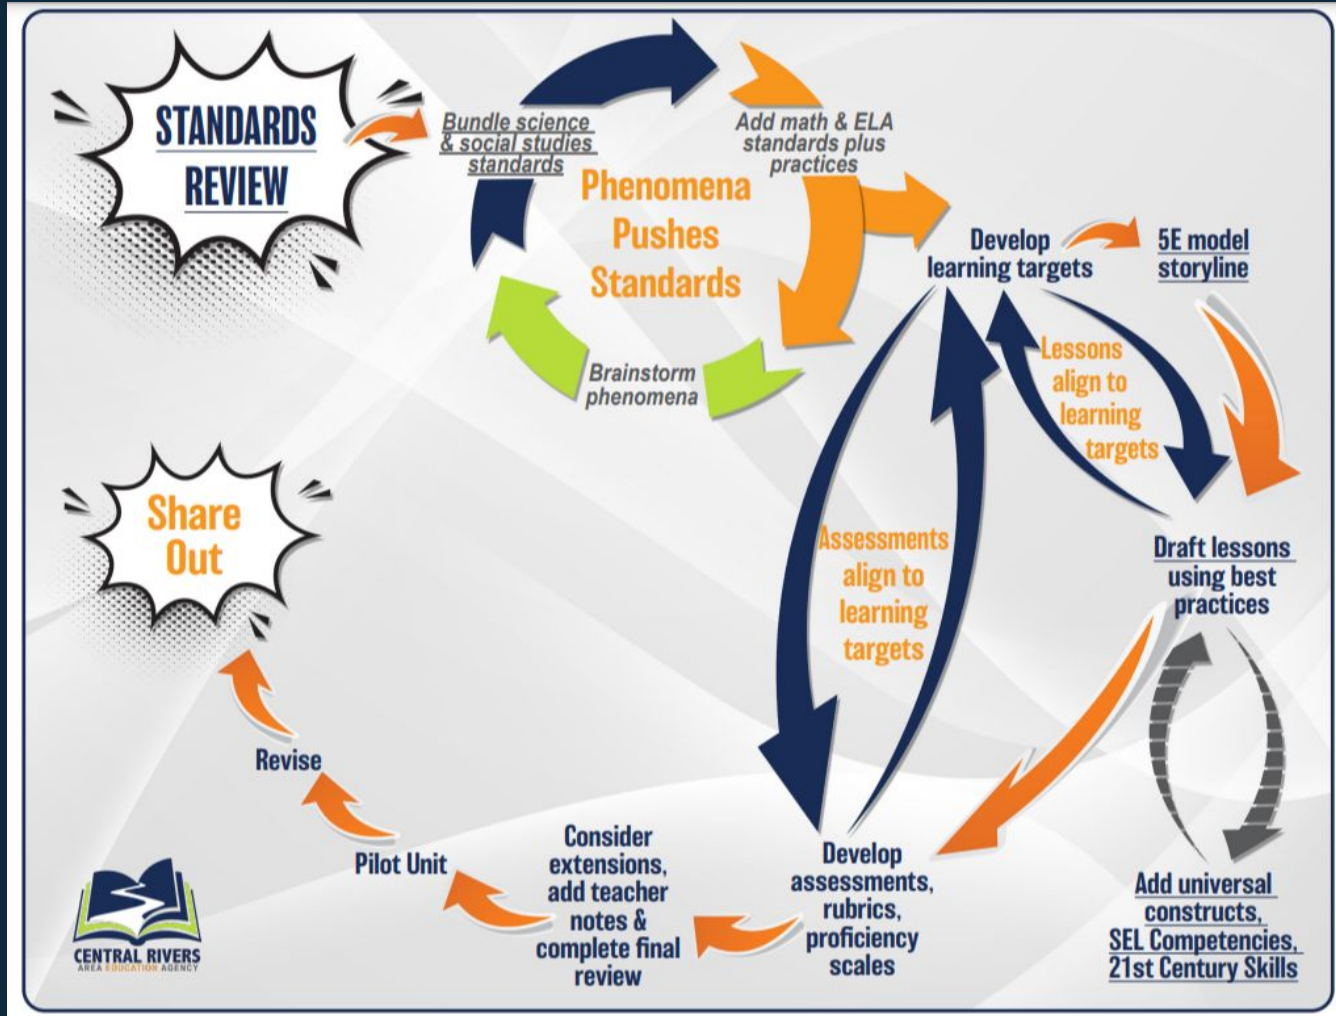 STANDARDS
REVIEW
Bundle science
& social studies
standards
Add math & ELA
standards plus
practices
Phenomena
Pushes
Standards
Brainstorm
phenomena
Develop
learning targets
5E model
storyline
Lessons
align to
learning
targets
Assessments
align to
learning
targets
Draft lessons
using best
practices
Add universal
constructs,
SEL Competencies,
21st Century Skills
Develop
assessments,
rubrics,
proficiency
scales
Consider
extensions,
add teacher
notes &
complete final
review
Pilot Unit
Revise
Share
Out
CENTRAL RIVERS
AREA EDUCATION AGENCY